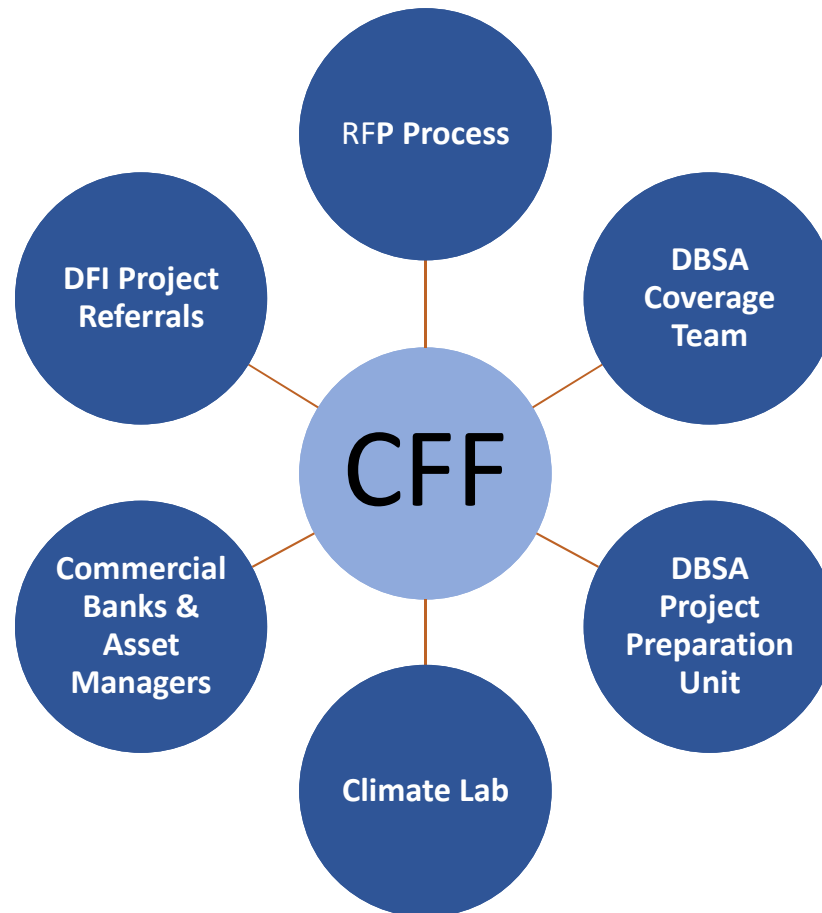 RFP Process
DFI Project
Referrals
DBSA
Coverage
Team
CFF
Commercial
Banks &
Asset
Managers
DBSA
Project
Preparation
Unit
Climate Lab